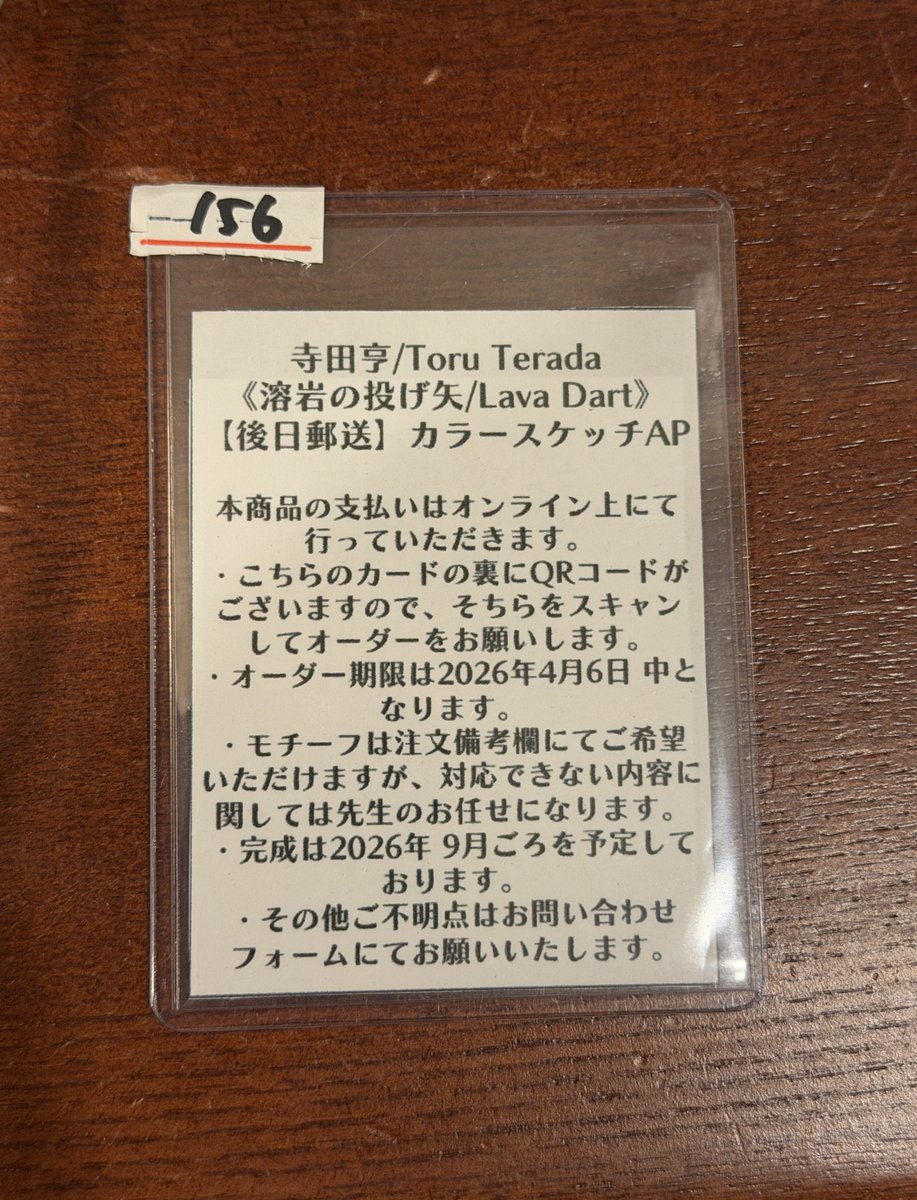 156
寺田亨/Toru Terada
《溶岩の投げ矢/Lava Dart》
【後日郵送】カラースケッチAP
本商品の支払いはオンライン上にて
行っていただきます。
・こちらのカードの裏にQRコードが
ございますので、そちらをスキャン
してオーダーをお願いします。
・オーダー期限は2026年4月6日 中と
なります。
・モチーフは注文備考欄にてご希望
いただけますが、対応できない内容に
関しては先生のお任せになります。
・完成は2026年 9月ごろを予定して
おります。
・その他ご不明点はお問い合わせ
フォームにてお願いいたします。